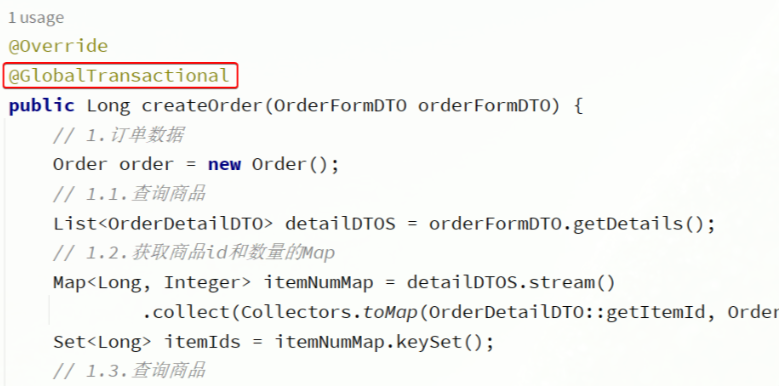 1 usage
@Override
@GlobalTransactional
public Long createOrder(OrderFormDTO orderFormDTO) {
// 1.订单数据
Order order = new Order();
// 1.1.查询商品
List<OrderDetailDTO> detailDTOS = orderFormDTO.getDetails();
// 1.2.获取商品id和数量的Map
Map<Long, Integer> itemNumMap = detailDTOS.stream()
.collect(Collectors.toMap(OrderDetailDTO::getItemId, Order
Set<Long> itemIds = itemNumMap.keySet();
// 1.3.查询商品